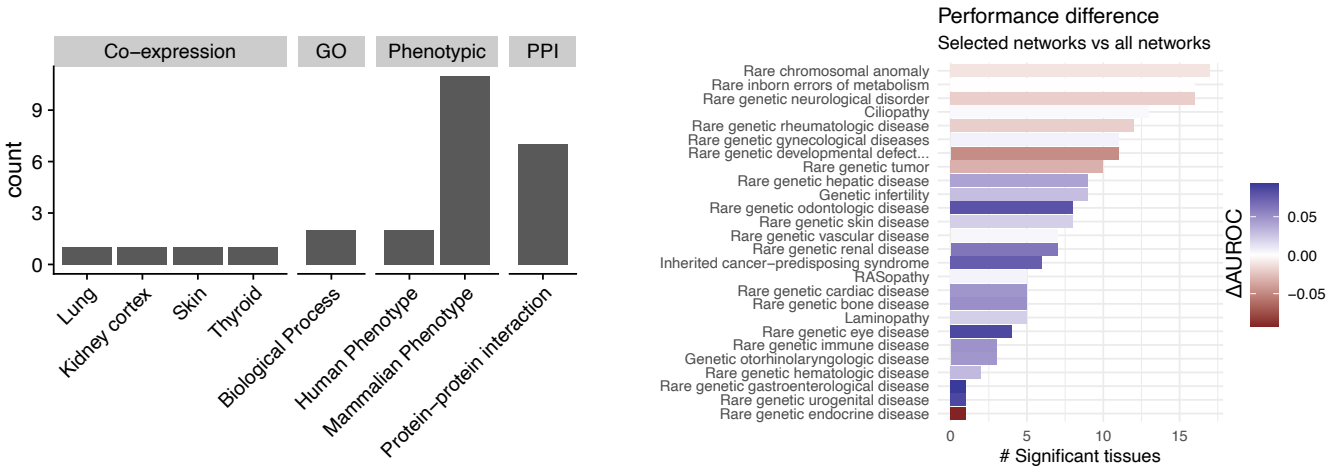 Co−expression
GO
Phenotypic
PPI
count
9
6
3
0
Lung
Kidney cortex
Skin
Thyroid
Biological Process
Human Phenotype
Mammalian Phenotype
Protein−protein interaction
Performance difference
Selected networks vs all networks
Rare chromosomal anomaly
Rare inborn errors of metabolism
Rare genetic neurological disorder
Ciliopathy
Rare genetic rheumatologic disease
Rare genetic gynecological diseases
Rare genetic developmental defect...
Rare genetic tumor
Rare genetic hepatic disease
Genetic infertility
Rare genetic odontologic disease
Rare genetic skin disease
Rare genetic vascular disease
Rare genetic renal disease
Inherited cancer−predisposing syndrome
RASopathy
Rare genetic cardiac disease
Rare genetic bone disease
Laminopathy
Rare genetic eye disease
Rare genetic immune disease
Genetic otorhinolaryngologic disease
Rare genetic hematologic disease
Rare genetic gastroenterological disease
Rare genetic urogenital disease
Rare genetic endocrine disease
0 5 10 15
# Significant tissues
ΔAUROC
0.05
0.00
−0.05